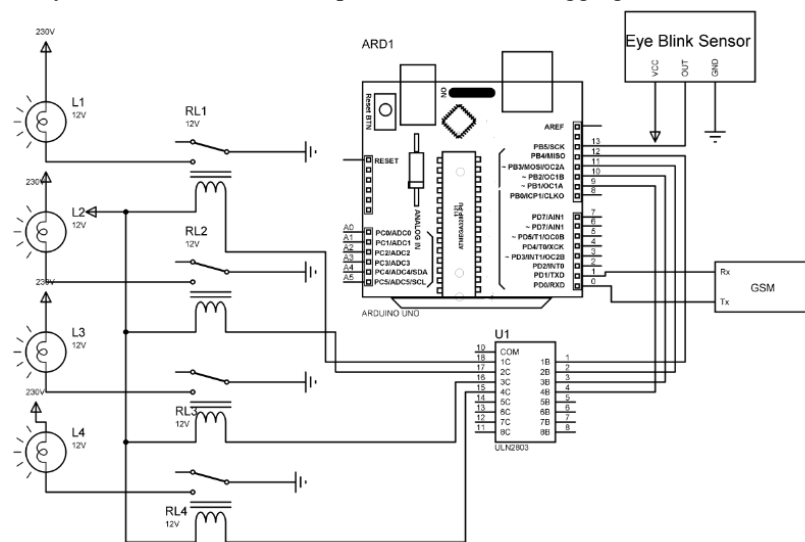 230V
L1
12V
230V
L2
12V
230V
L3
12V
230V
L4
12V
RL1
12V
RL2
12V
RL3
12V
RL4
12V
ARD1
Reset BTN
ON
RESET
ANALOG IN
A0 PC0/ADC0
A1 PC1/ADC1
A2 PC2/ADC2
A3 PC3/ADC3
A4 PC4/ADC4/SDA
A5 PC5/ADC5/SCL
AREF
PB5/SCK 13
PB4/MISO 12
~ PB3/MOSI/OC2A 11
~ PB2/OC1B 10
~ PB1/OC1A 9
PB0/ICP1/CLKO 8
PD7/AIN1 7
~ PD7/AIN1 6
~ PD5/T1/OC0B 5
PD4/T0/XCK 4
~ PD3/INT1/OC2B 3
PD2/INT0 2
PD1/TXD 1
PD0/RXD 0
ARDUINO UNO
Eye Blink Sensor
VCC
OUT
GND
Rx
Tx
GSM
U1
10 COM
18 1C 1B 1
17 2C 2B 2
16 3C 3B 3
15 4C 4B 4
14 5C 5B 5
13 6C 6B 6
12 7C 7B 7
11 8C 8B 8
ULN2803